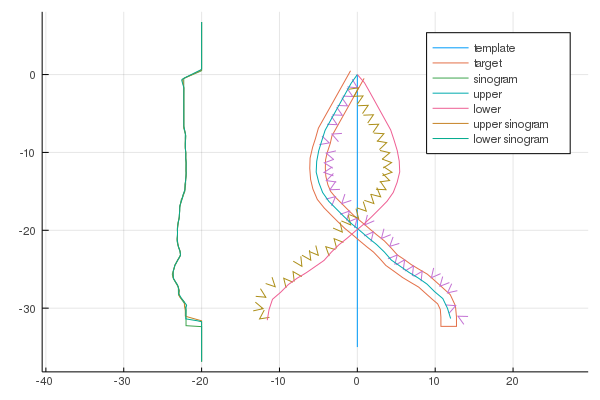 template
target
sinogram
upper
lower
upper sinogram
lower sinogram
0
-10
-20
-30
-40 -30 -20 -10 0 10 20